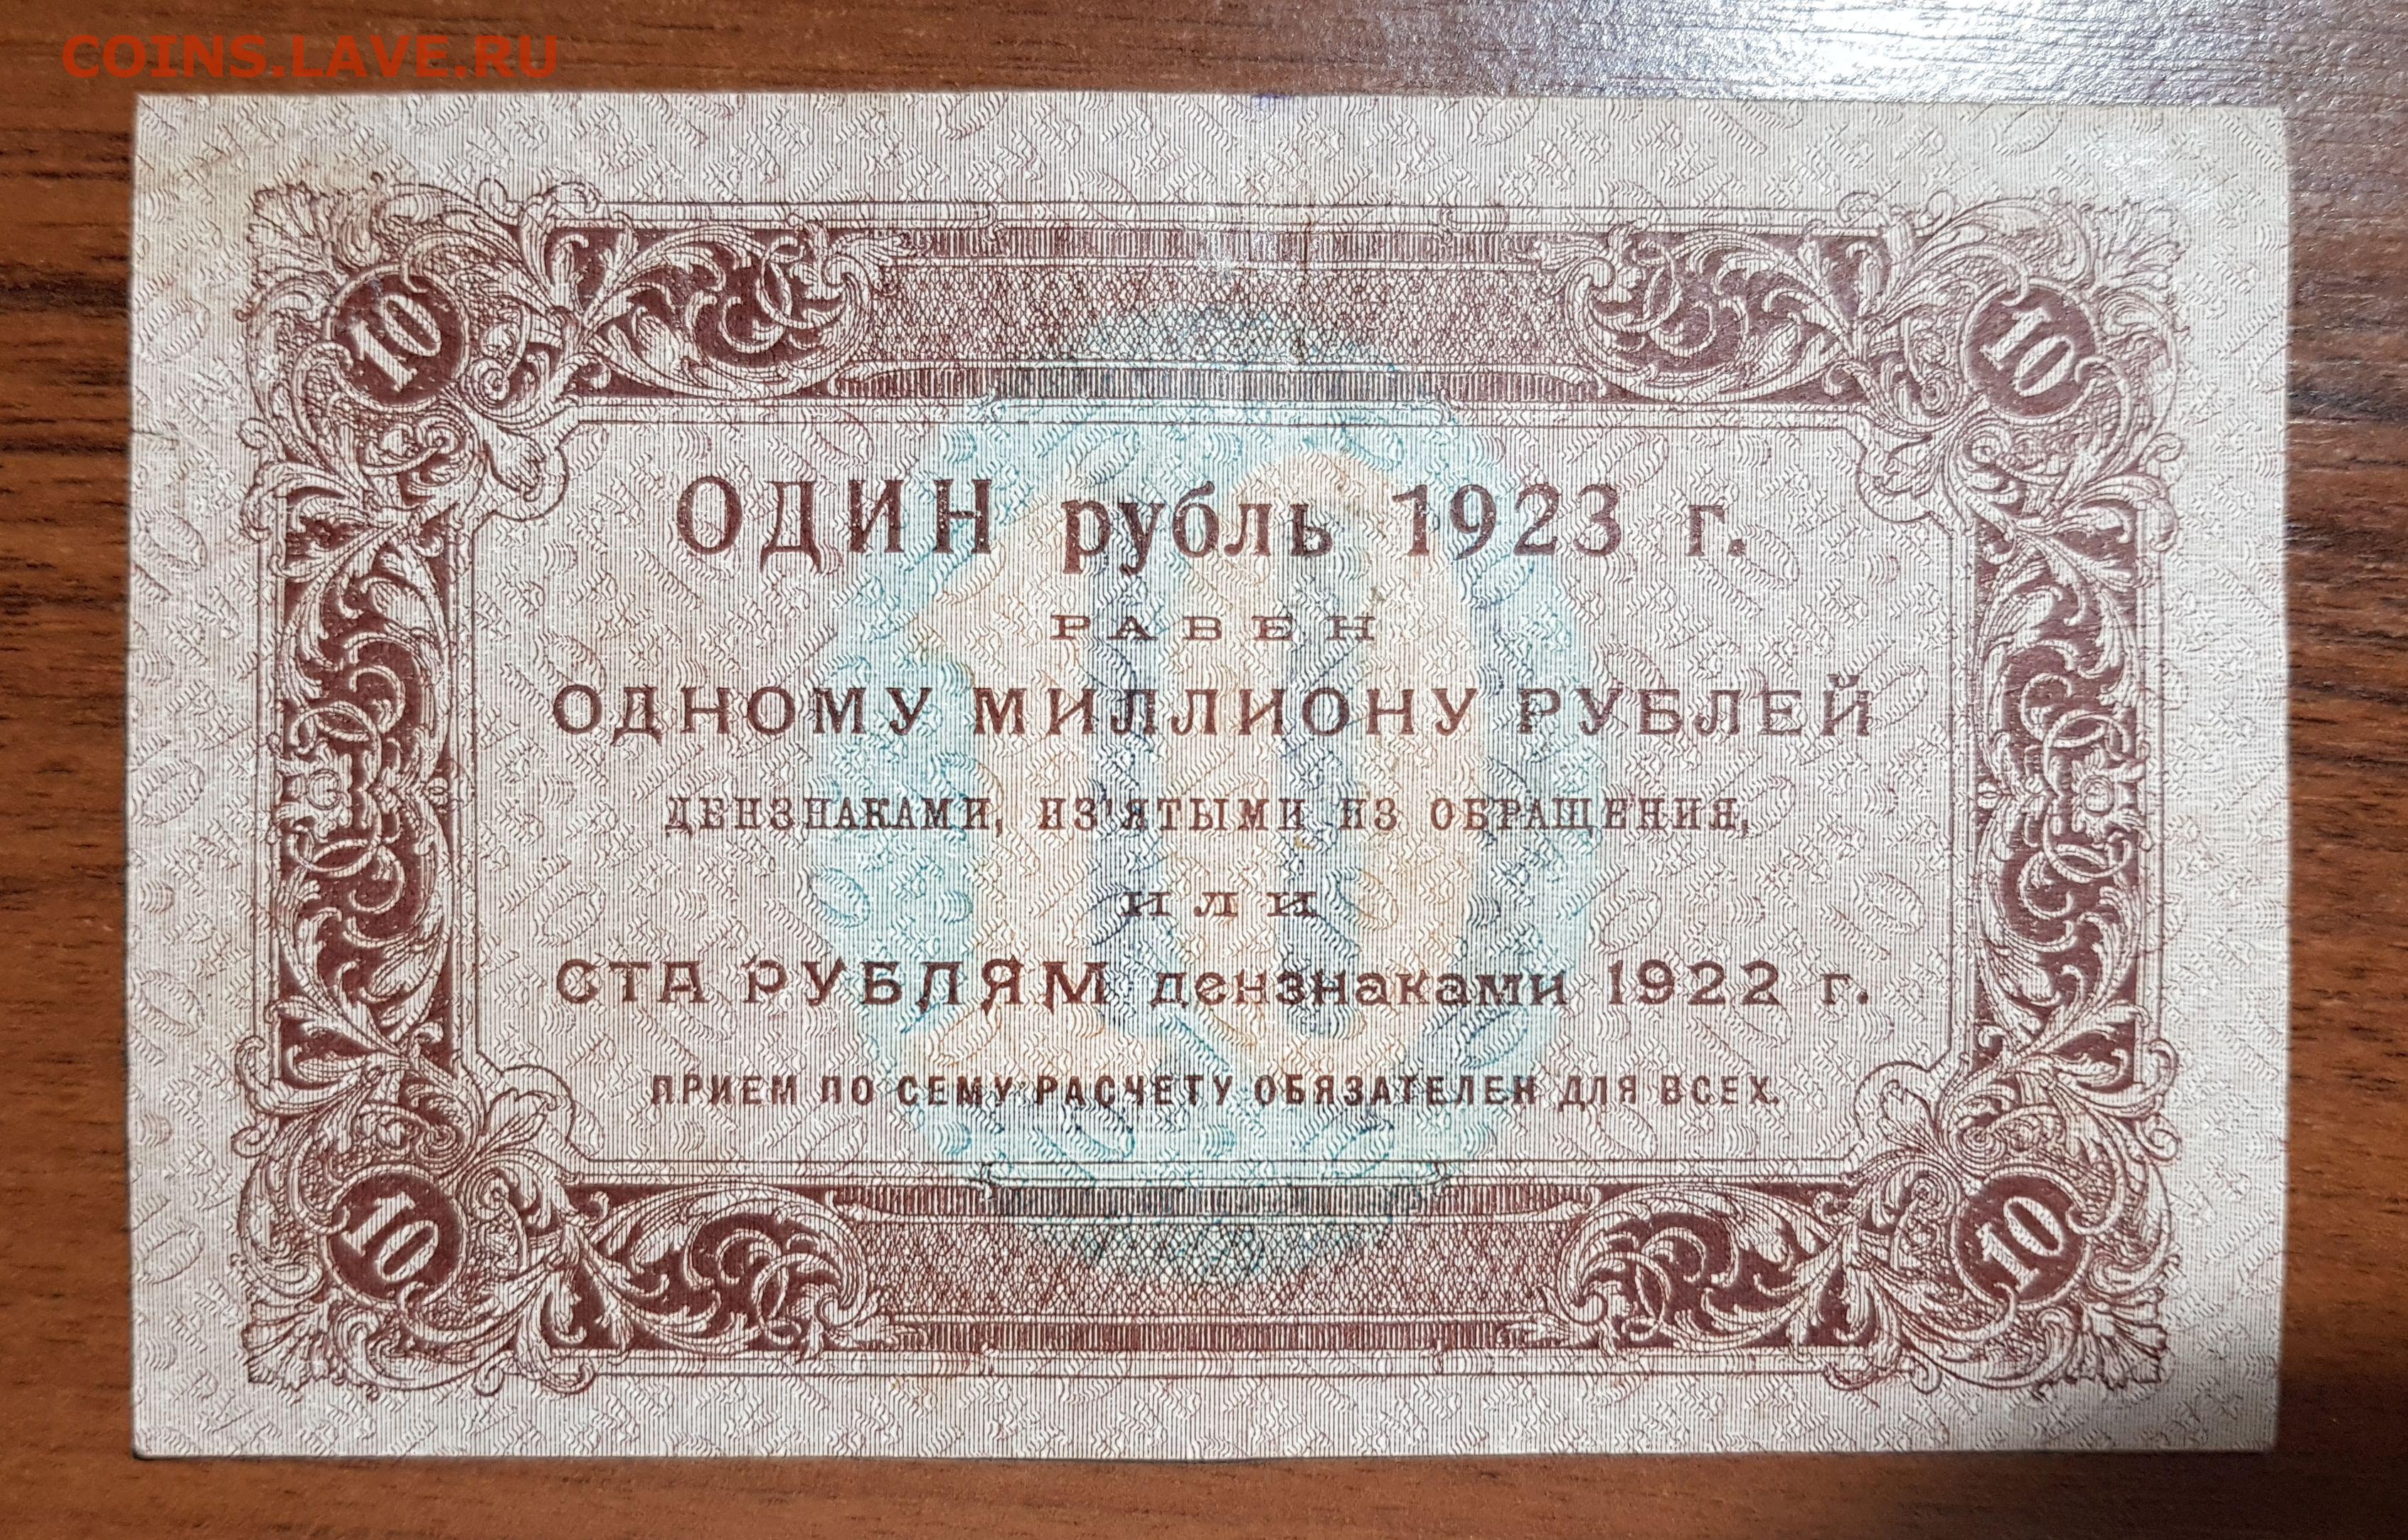 COINS.LAVE.RU
10
10
ОДИН рубль 1923 г.
РАВЕН
ОДНОМУ МИЛЛИОНУ РУБЛЕЙ
ДЕНЗНАКАМИ, ИЗ'ЯТЫМИ ИЗ ОБРАЩЕНИЯ,
ИЛИ
СТА РУБЛЯМ дензнаками 1922 г.
ПРИЕМ ПО СЕМУ РАСЧЕТУ ОБЯЗАТЕЛЕН ДЛЯ ВСЕХ.
10
10
10